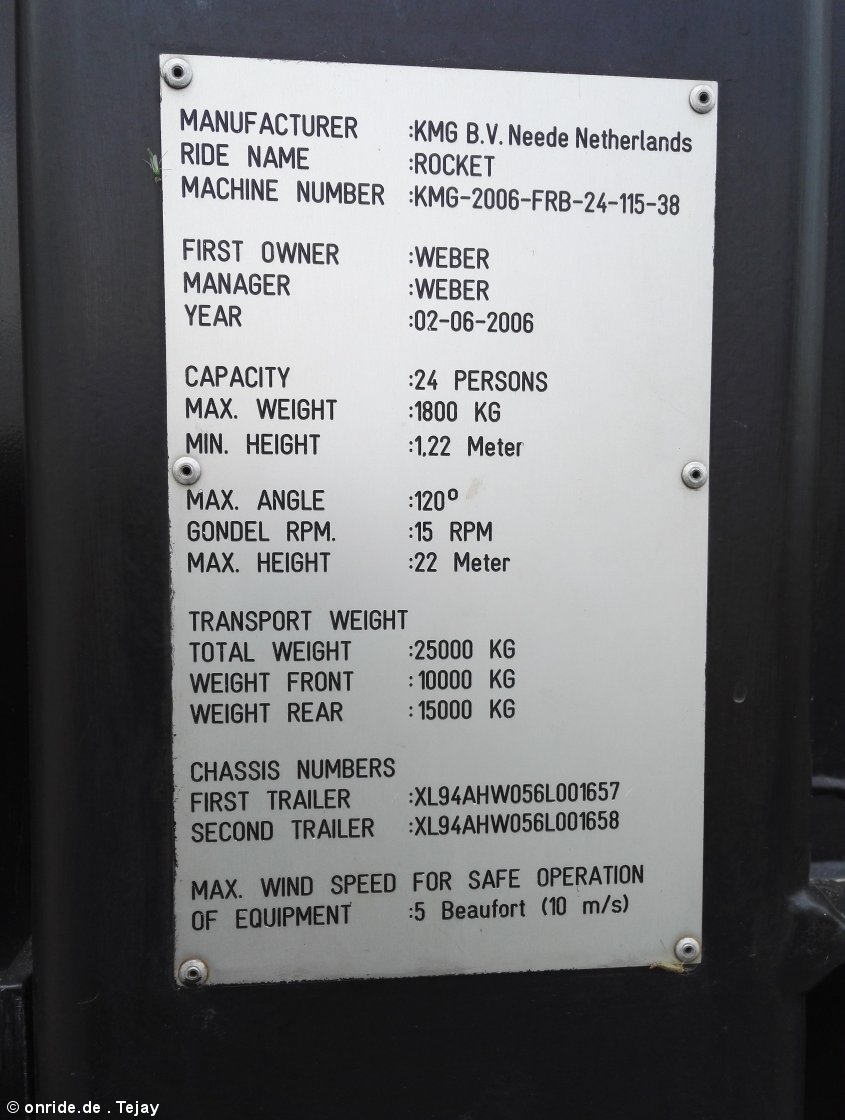 MANUFACTURER :KMG B.V. Neede Netherlands
RIDE NAME :ROCKET
MACHINE NUMBER :KMG-2006-FRB-24-115-38
FIRST OWNER :WEBER
MANAGER :WEBER
YEAR :02-06-2006
CAPACITY :24 PERSONS
MAX. WEIGHT :1800 KG
MIN. HEIGHT :1,22 Meter
MAX. ANGLE :120°
GONDEL RPM. :15 RPM
MAX. HEIGHT :22 Meter
TRANSPORT WEIGHT
TOTAL WEIGHT :25000 KG
WEIGHT FRONT :10000 KG
WEIGHT REAR :15000 KG
CHASSIS NUMBERS
FIRST TRAILER :XL94AHW056L001657
SECOND TRAILER :XL94AHW056L001658
MAX. WIND SPEED FOR SAFE OPERATION
OF EQUIPMENT :5 Beaufort (10 m/s)
© onride.de . Tejay